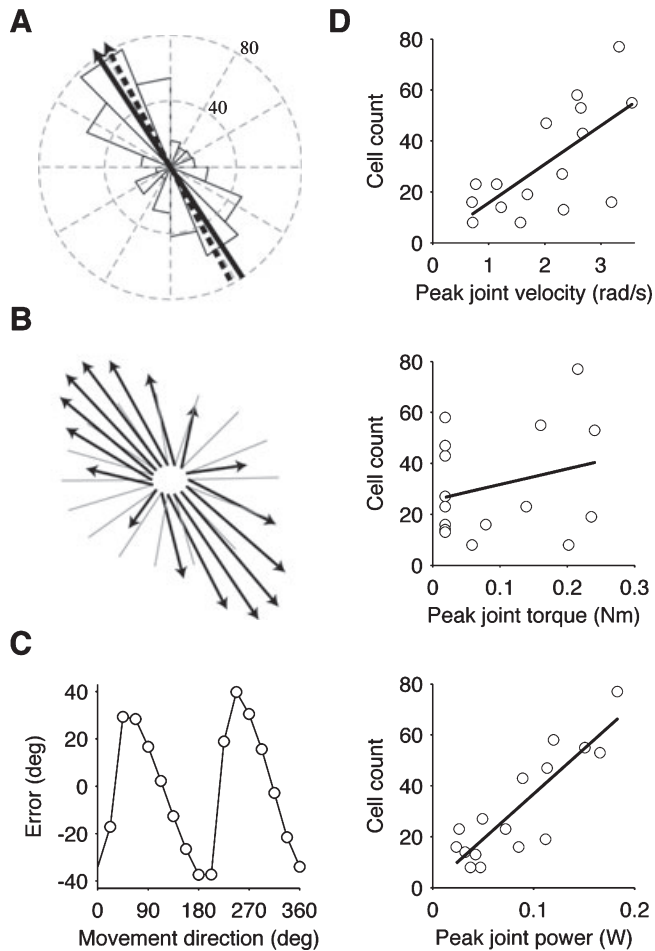 A
80
40
B
C
Error (deg)
40
20
0
-20
-40
0 90 180 270 360
Movement direction (deg)
D
Cell count
80
60
40
20
0
0 1 2 3
Peak joint velocity (rad/s)
Cell count
80
60
40
20
0
0 0.1 0.2 0.3
Peak joint torque (Nm)
Cell count
80
60
40
20
0
0 0.1 0.2
Peak joint power (W)